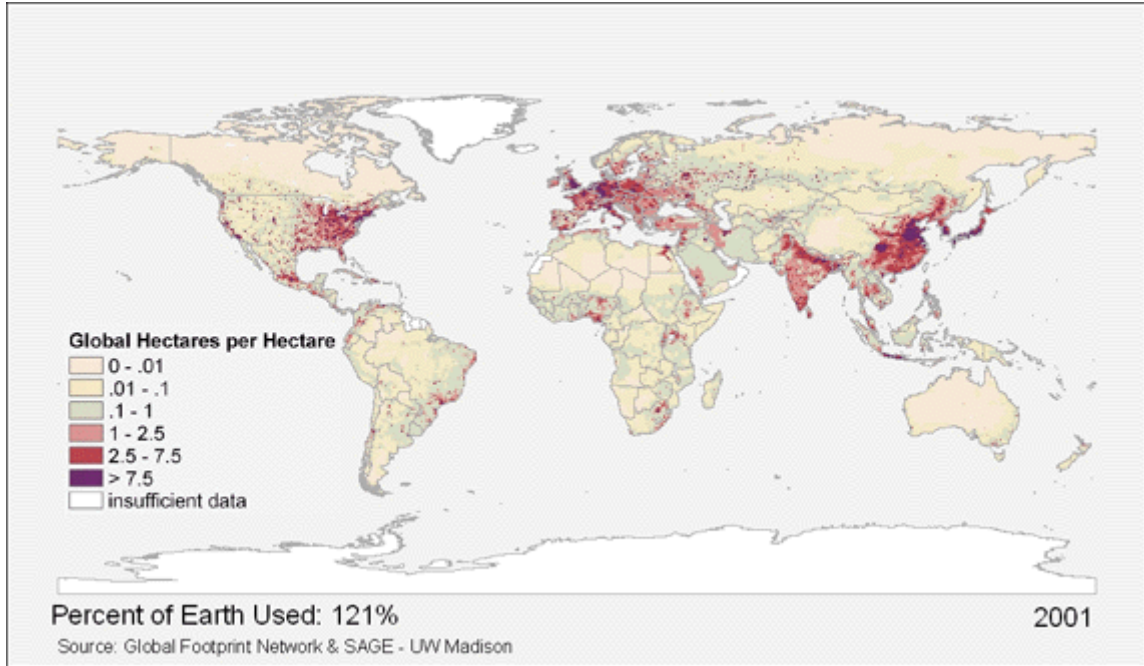 Global Hectares per Hectare
0 - .01
.01 - .1
.1 - 1
1 - 2.5
2.5 - 7.5
> 7.5
insufficient data
Percent of Earth Used: 121%
2001
Source: Global Footprint Network & SAGE - UW Madison